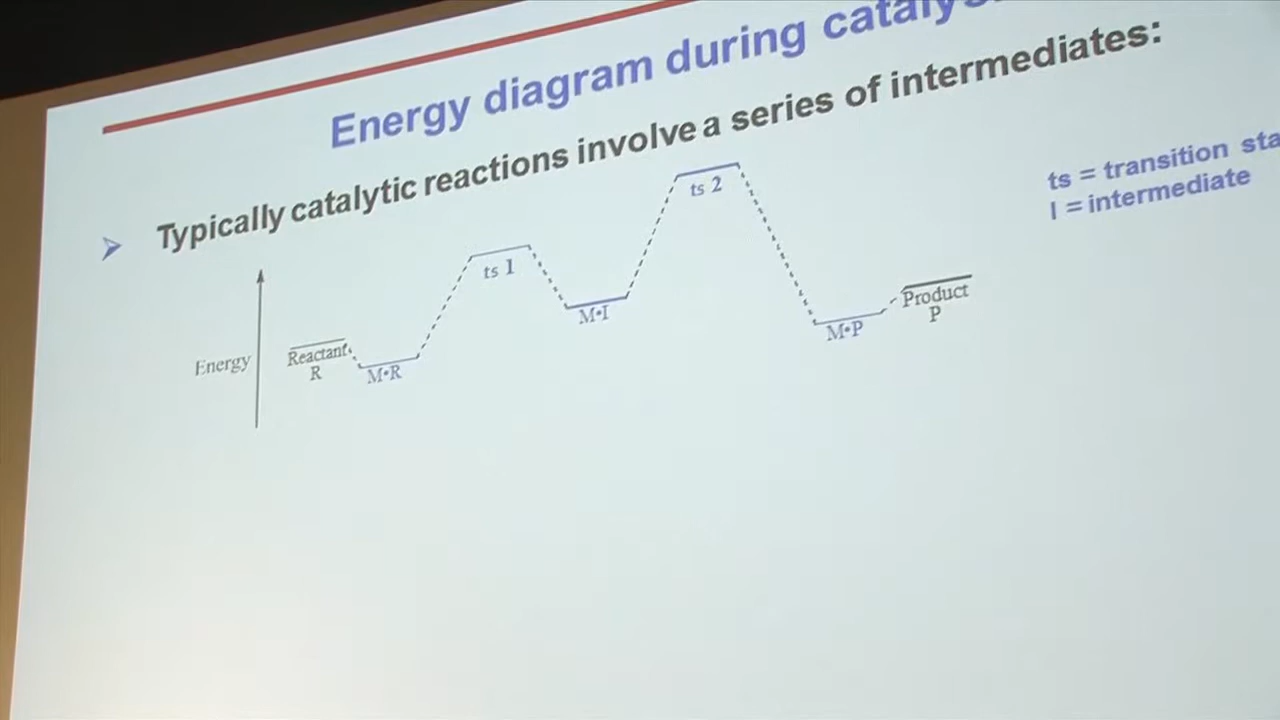 Energy diagram during
Typically catalytic reactions involve a series of intermediates:
ts = transition
I = intermediate
ts 2
ts 1
M•I
Product
P
M•P
Energy
Reactant
R
M•R